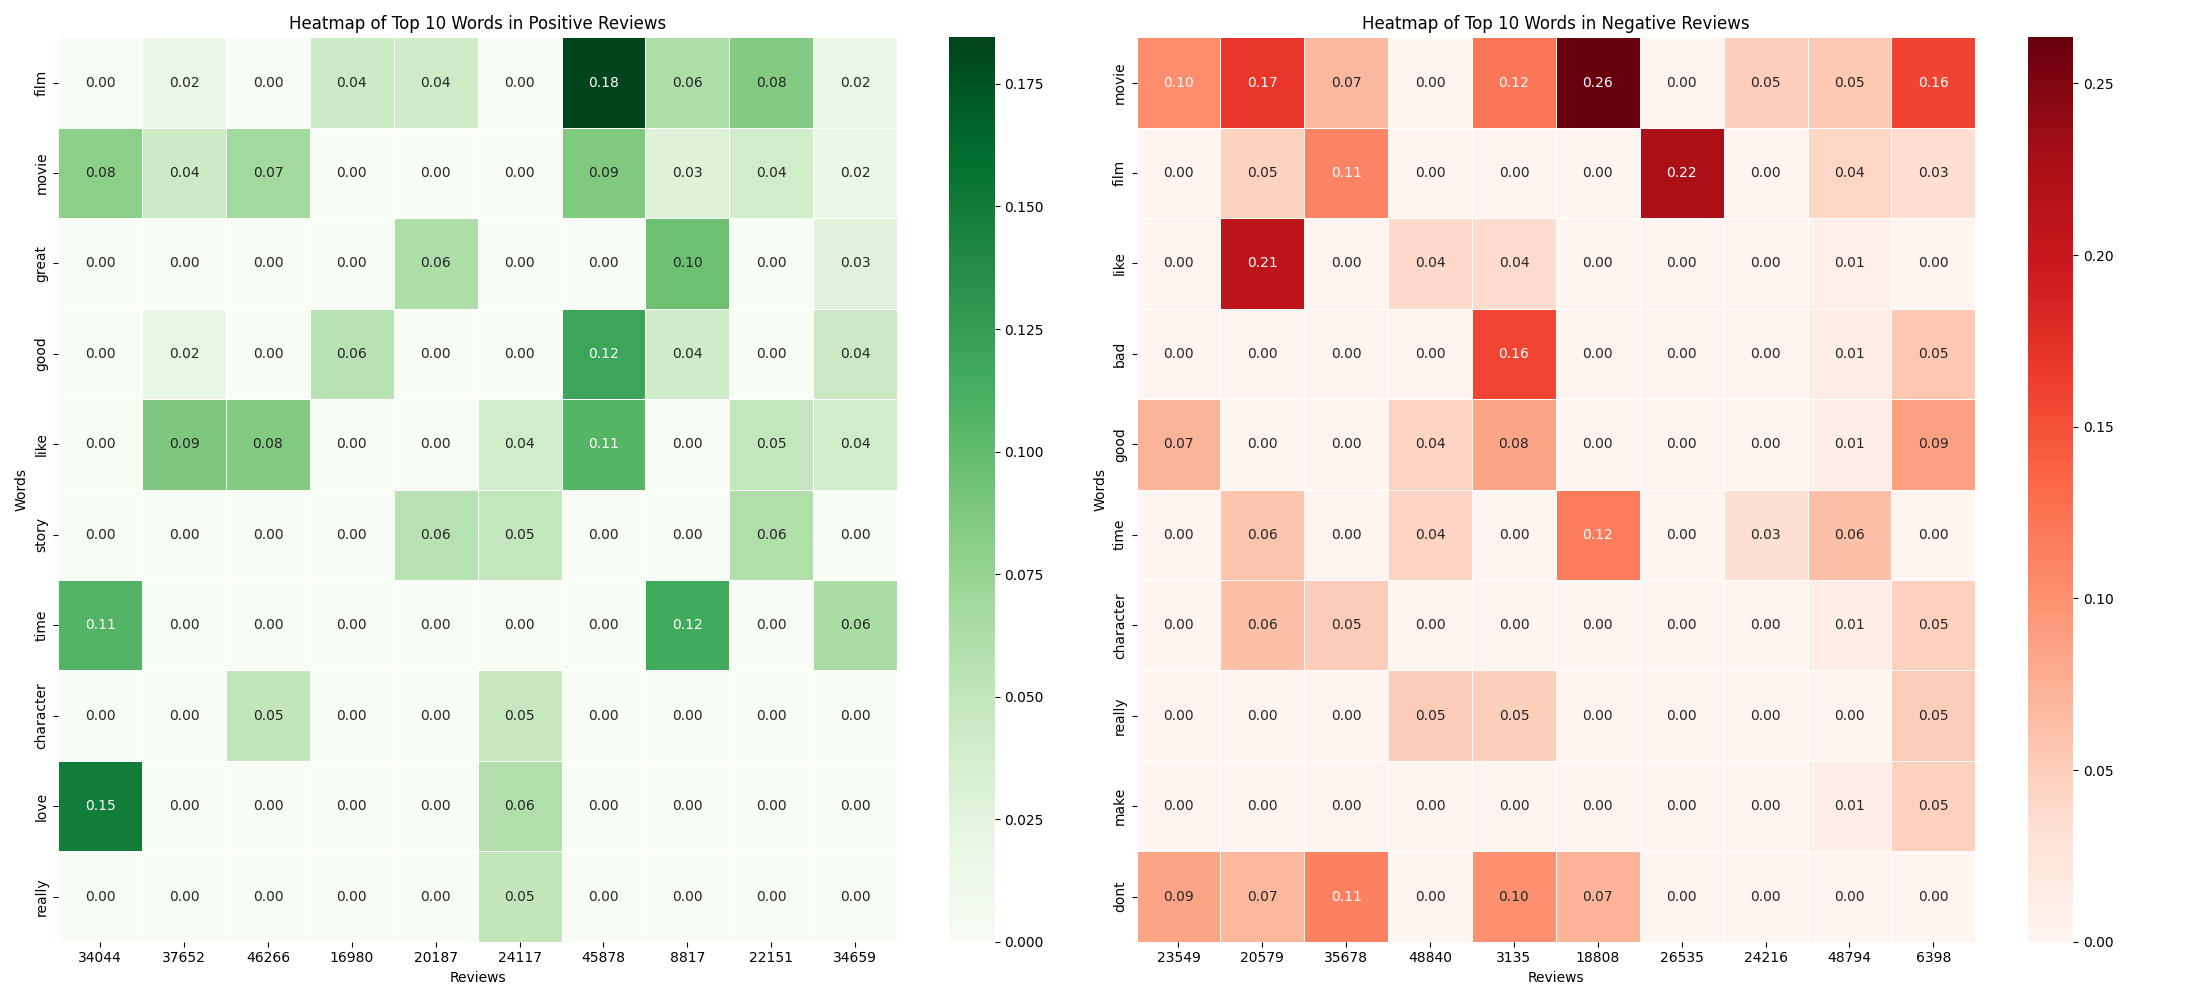 Heatmap of Top 10 Words in Positive Reviews
Words
film 0.00 0.02 0.00 0.04 0.04 0.00 0.18 0.06 0.08 0.02
movie 0.08 0.04 0.07 0.00 0.00 0.00 0.09 0.03 0.04 0.02
great 0.00 0.00 0.00 0.00 0.06 0.00 0.00 0.10 0.00 0.03
good 0.00 0.02 0.00 0.06 0.00 0.00 0.12 0.04 0.00 0.04
like 0.00 0.09 0.08 0.00 0.00 0.04 0.11 0.00 0.05 0.04
story 0.00 0.00 0.00 0.00 0.06 0.05 0.00 0.00 0.06 0.00
time 0.11 0.00 0.00 0.00 0.00 0.00 0.00 0.12 0.00 0.06
character 0.00 0.00 0.05 0.00 0.00 0.05 0.00 0.00 0.00 0.00
love 0.15 0.00 0.00 0.00 0.00 0.06 0.00 0.00 0.00 0.00
really 0.00 0.00 0.00 0.00 0.00 0.05 0.00 0.00 0.00 0.00
34044 37652 46266 16980 20187 24117 45878 8817 22151 34659
Reviews
0.175
0.150
0.125
0.100
0.075
0.050
0.025
0.000
Heatmap of Top 10 Words in Negative Reviews
Words
movie 0.10 0.17 0.07 0.00 0.12 0.26 0.00 0.05 0.05 0.16
film 0.00 0.05 0.11 0.00 0.00 0.00 0.22 0.00 0.04 0.03
like 0.00 0.21 0.00 0.04 0.04 0.00 0.00 0.00 0.01 0.00
bad 0.00 0.00 0.00 0.00 0.16 0.00 0.00 0.00 0.01 0.05
good 0.07 0.00 0.00 0.04 0.08 0.00 0.00 0.00 0.01 0.09
time 0.00 0.06 0.00 0.04 0.00 0.12 0.00 0.03 0.06 0.00
character 0.00 0.06 0.05 0.00 0.00 0.00 0.00 0.00 0.01 0.05
really 0.00 0.00 0.00 0.05 0.05 0.00 0.00 0.00 0.00 0.05
make 0.00 0.00 0.00 0.00 0.00 0.00 0.00 0.00 0.01 0.05
dont 0.09 0.07 0.11 0.00 0.10 0.07 0.00 0.00 0.00 0.00
23549 20579 35678 48840 3135 18808 26535 24216 48794 6398
Reviews
0.25
0.20
0.15
0.10
0.05
0.00